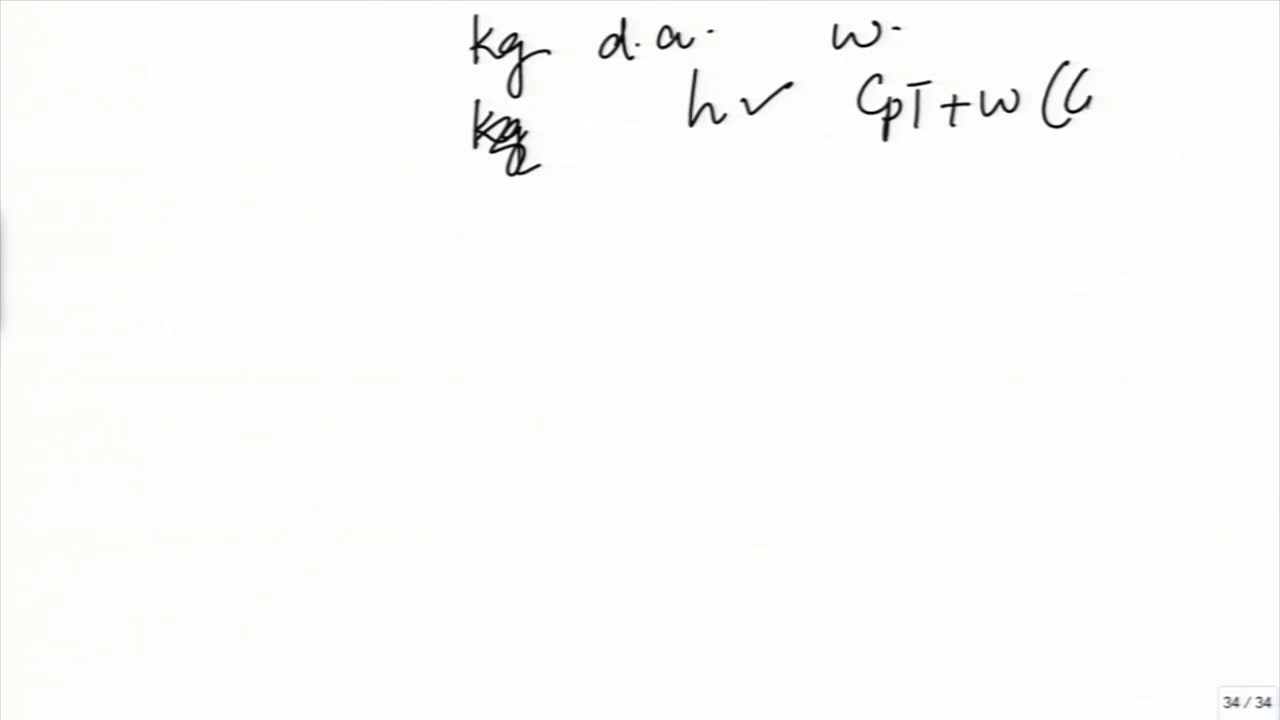 kg d.a. w.
h✓ CpT+w (C
kg
34 / 34